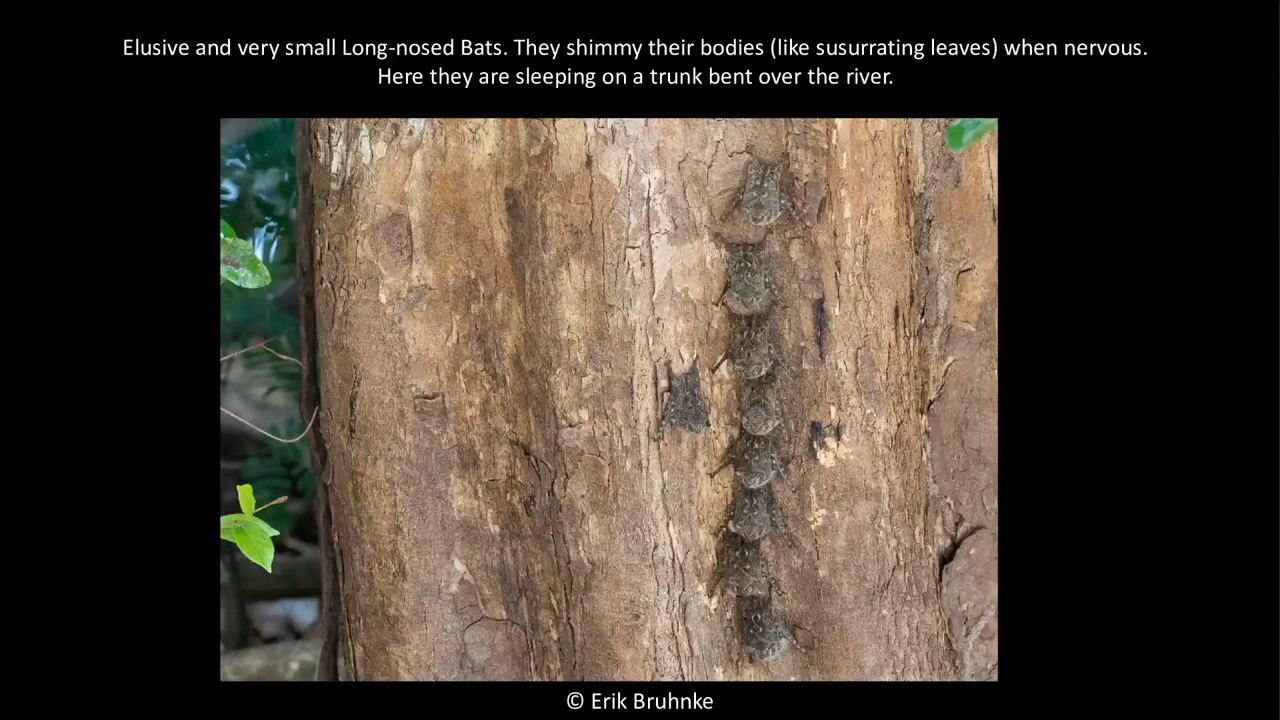 Elusive and very small Long-nosed Bats. They shimmy their bodies (like susurrating leaves) when nervous.
Here they are sleeping on a trunk bent over the river.
© Erik Bruhnke